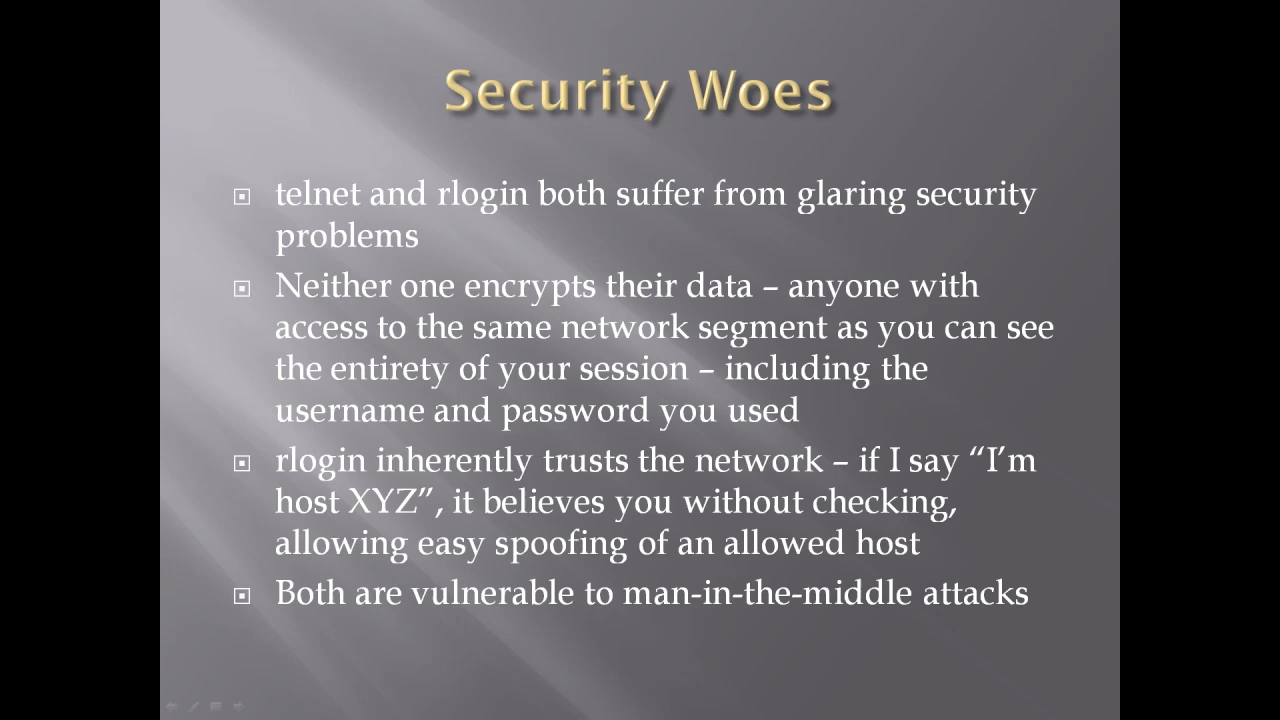 Security Woes
telnet and rlogin both suffer from glaring security
problems
Neither one encrypts their data – anyone with
access to the same network segment as you can see
the entirety of your session – including the
username and password you used
rlogin inherently trusts the network – if I say “I’m
host XYZ”, it believes you without checking,
allowing easy spoofing of an allowed host
Both are vulnerable to man-in-the-middle attacks